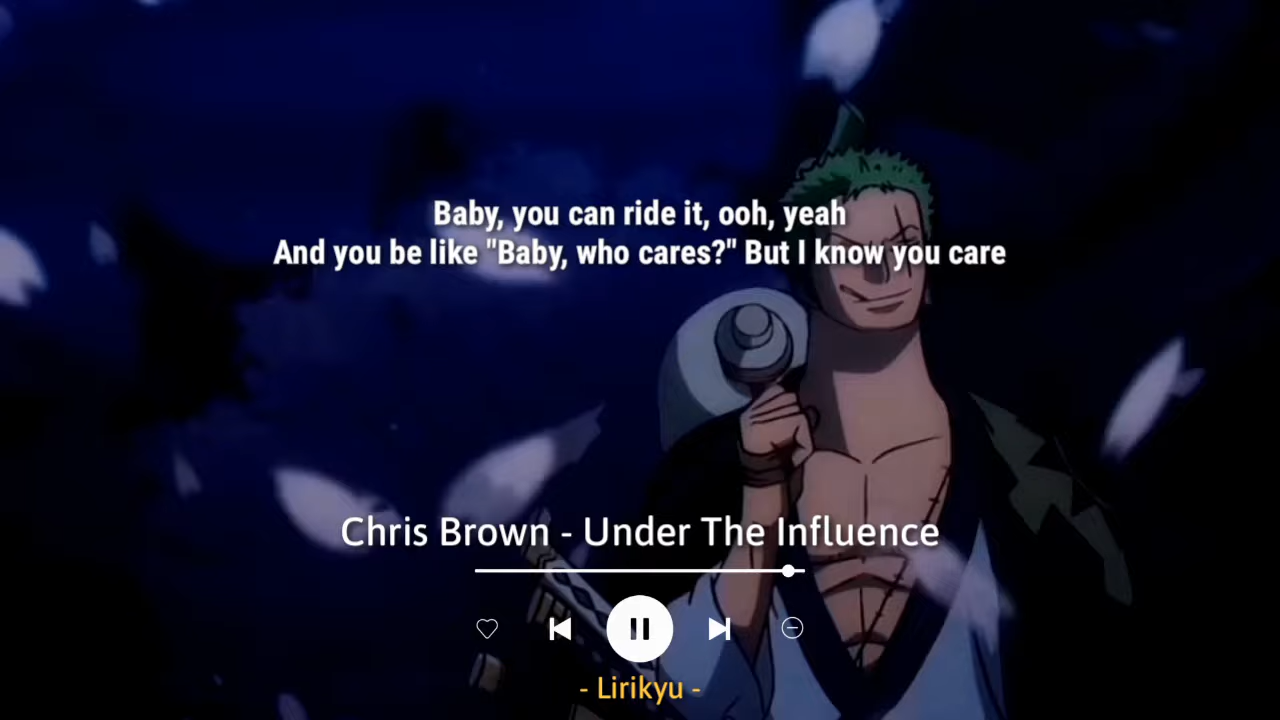 Baby, you can ride it, ooh, yeah
And you be like "Baby, who cares?" But I know you care
Chris Brown - Under The Influence
- Lirikyu -